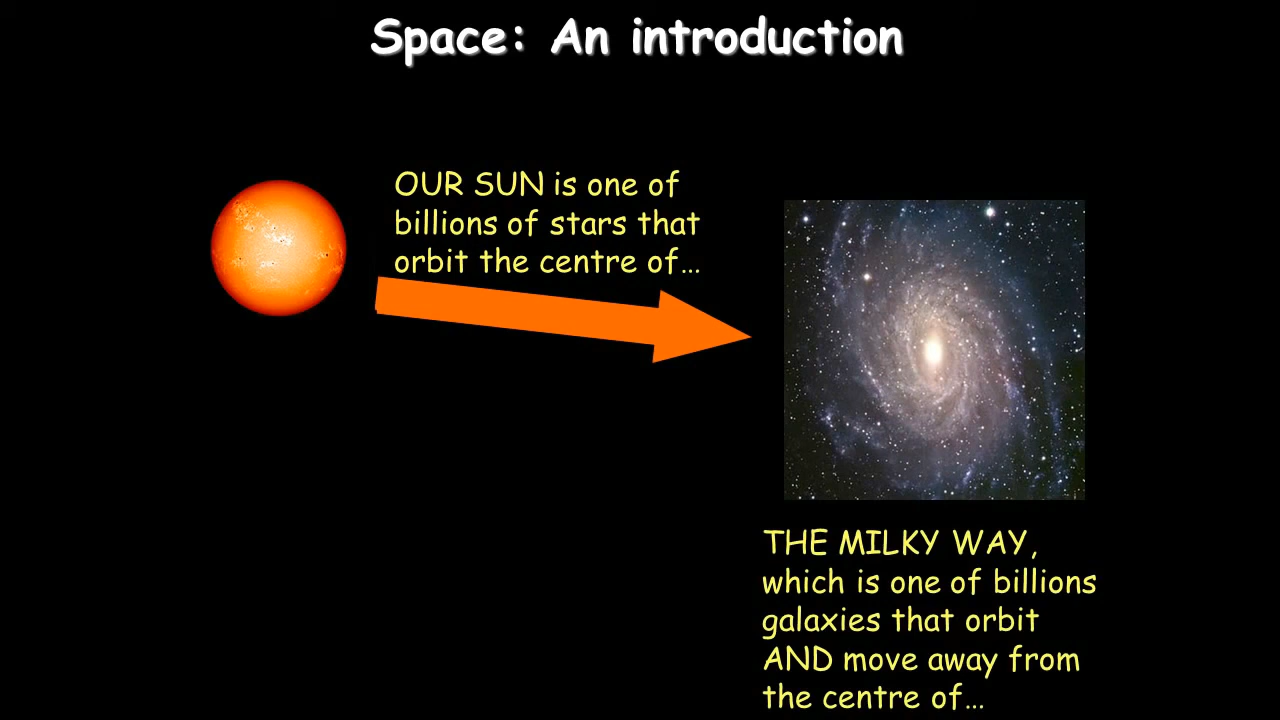 Space: An introduction
OUR SUN is one of
billions of stars that
orbit the centre of…
THE MILKY WAY,
which is one of billions
galaxies that orbit
AND move away from
the centre of…